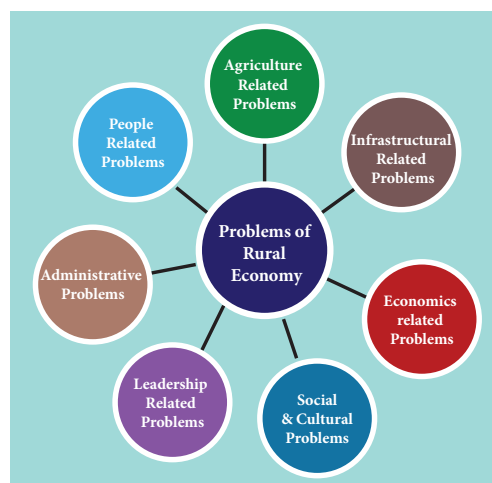 Agriculture
Related
Problems
People
Related
Problems
Infrastructural
Related
Problems
Problems of
Rural
Economy
Administrative
Problems
Economics
related
Problems
Leadership
Related
Problems
Social
& Cultural
Problems